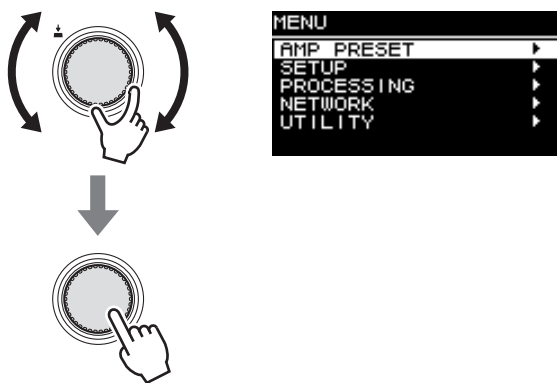 MENU
AMP PRESET
SETUP
PROCESSING
NETWORK
UTILITY